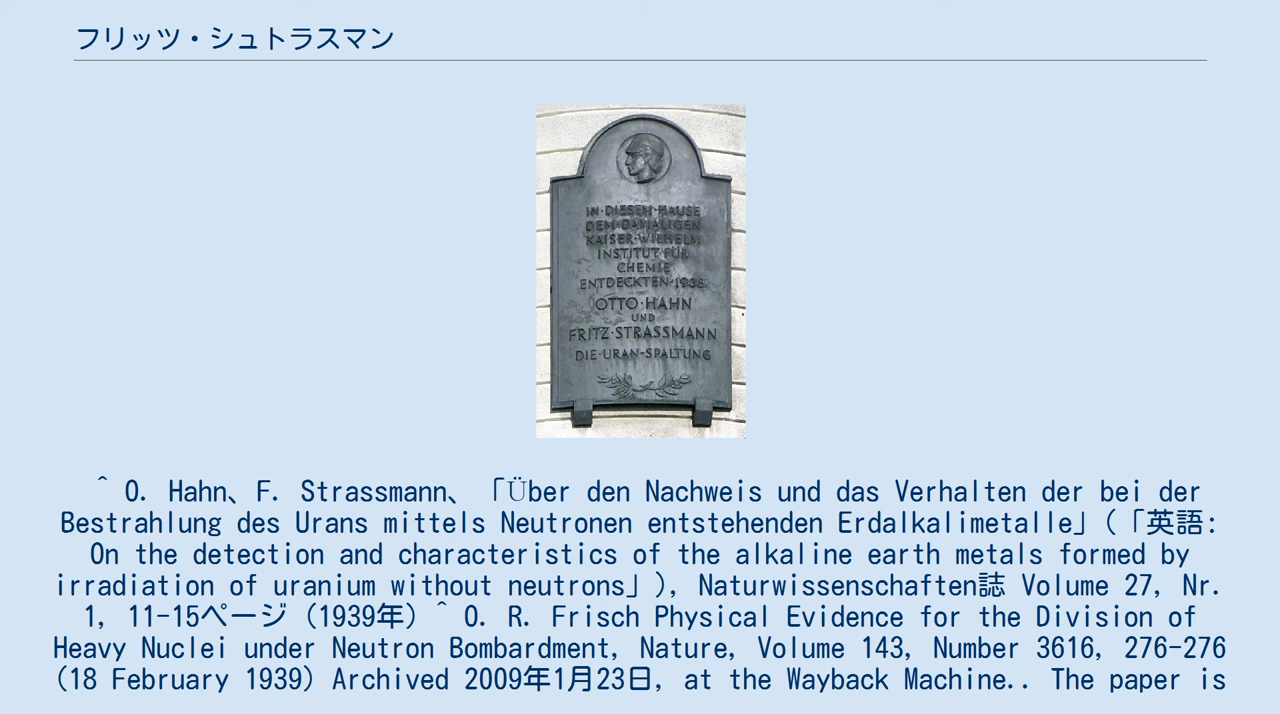 フリッツ・シュトラスマン
IN·DIESEM·HAUSE
DEM·DAMALIGEN
KAISER·WILHELM
INSTITUT·FÜR
CHEMIE
ENTDECKTEN·1938
OTTO·HAHN
UND
FRITZ·STRASSMANN
DIE·URAN-SPALTUNG
^ O. Hahn、F. Strassmann、「Über den Nachweis und das Verhalten der bei der
Bestrahlung des Urans mittels Neutronen entstehenden Erdalkalimetalle」(「英語:
On the detection and characteristics of the alkaline earth metals formed by
irradiation of uranium without neutrons」), Naturwissenschaften誌 Volume 27, Nr.
1, 11-15ページ (1939年) ^ O. R. Frisch Physical Evidence for the Division of
Heavy Nuclei under Neutron Bombardment, Nature, Volume 143, Number 3616, 276-276
(18 February 1939) Archived 2009年1月23日, at the Wayback Machine.. The paper is